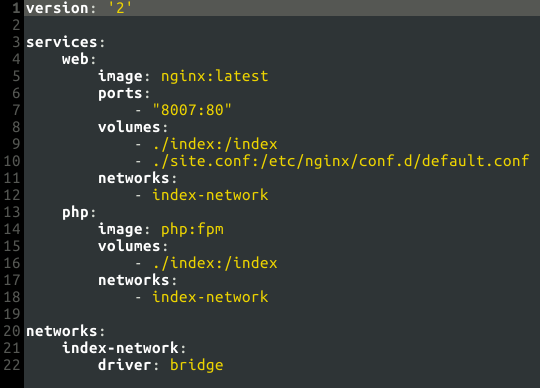 1 version: '2'
2
3 services:
4     web:
5         image: nginx:latest
6         ports:
7             - "8007:80"
8         volumes:
9             - ./index:/index
10             - ./site.conf:/etc/nginx/conf.d/default.conf
11         networks:
12             - index-network
13     php:
14         image: php:fpm
15         volumes:
16             - ./index:/index
17         networks:
18             - index-network
19
20 networks:
21     index-network:
22         driver: bridge